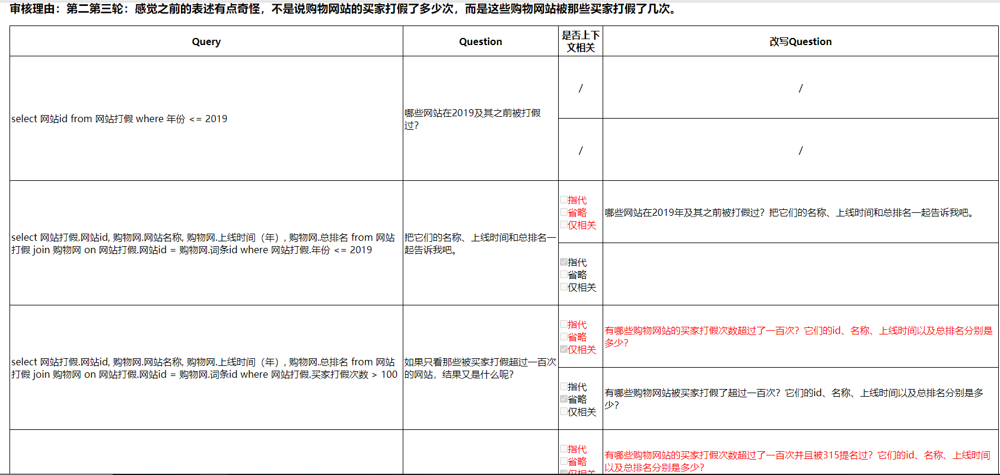 审核理由：第二第三轮：感觉之前的表述有点奇怪，不是说购物网站的买家打假了多少次，而是这些购物网站被那些买家打假了几次。
Query
Question
是否上下
文相关
改写Question
select 网站id from 网站打假 where 年份 <= 2019
哪些网站在2019及其之前被打假
过？
/
/
/
/
select 网站打假.网站id, 购物网.网站名称, 购物网.上线时间（年）, 购物网.总排名 from 网站
打假 join 购物网 on 网站打假.网站id = 购物网.词条id where 网站打假.年份 <= 2019
把它们的名称、上线时间和总排名一
起告诉我吧。
指代
省略
仅相关
哪些网站在2019年及其之前被打假过？把它们的名称、上线时间和总排名一起告诉我吧。
指代
省略
仅相关
select 网站打假.网站id, 购物网.网站名称, 购物网.上线时间（年）, 购物网.总排名 from 网站
打假 join 购物网 on 网站打假.网站id = 购物网.词条id where 网站打假.买家打假次数 > 100
如果只看那些被买家打假超过一百次
的网站，结果又是什么呢？
指代
省略
仅相关
有哪些购物网站的买家打假次数超过了一百次？它们的id、名称、上线时间以及总排名分别是
多少？
指代
省略
仅相关
有哪些购物网站被买家打假了超过一百次？它们的id、名称、上线时间以及总排名分别是多
少？
指代
省略
仅相关
有哪些购物网站的买家打假次数超过了一百次并且被315提名过？它们的id、名称、上线时间
以及总排名分别是多少？